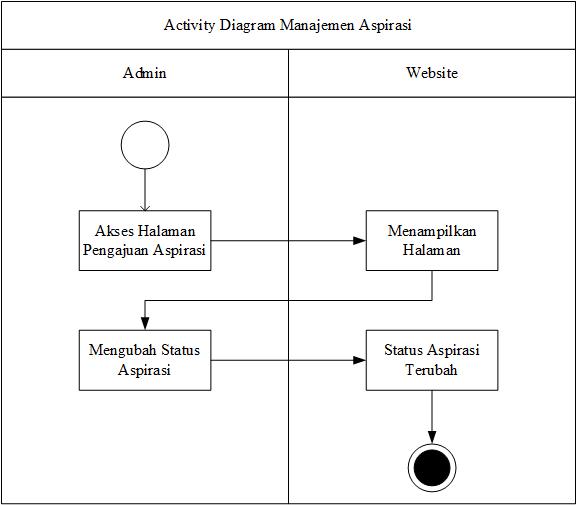 Activity Diagram Manajemen Aspirasi
Admin
Website
Akses Halaman
Pengajuan Aspirasi
Menampilkan
Halaman
Mengubah Status
Aspirasi
Status Aspirasi
Terubah